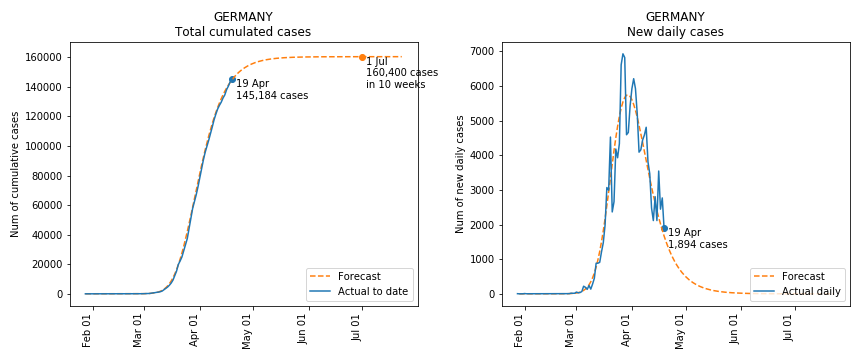 GERMANY
Total cumulated cases
Num of cumulative cases
160000
140000
120000
100000
80000
60000
40000
20000
0
1 Jul
160,400 cases
in 10 weeks
19 Apr
145,184 cases
Forecast
Actual to date
Feb 01
Mar 01
Apr 01
May 01
Jun 01
Jul 01
GERMANY
New daily cases
Num of new daily cases
7000
6000
5000
4000
3000
2000
1000
0
19 Apr
1,894 cases
Forecast
Actual daily
Feb 01
Mar 01
Apr 01
May 01
Jun 01
Jul 01